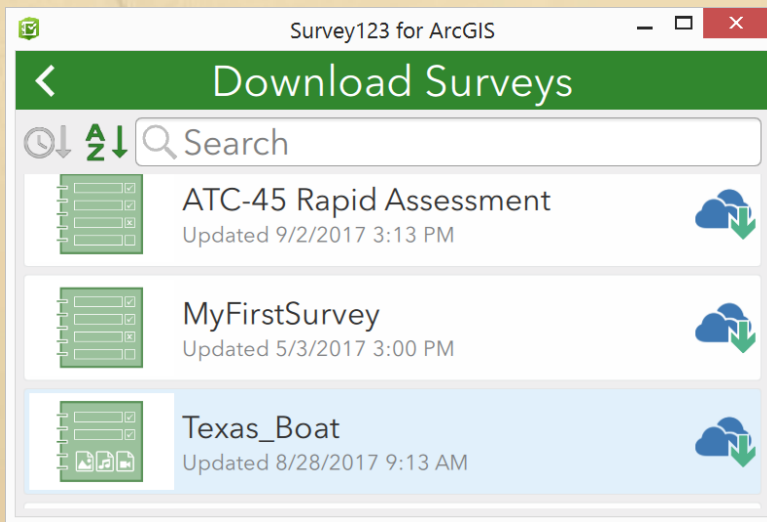 Survey123 for ArcGIS
Download Surveys
A
Z
Search
ATC-45 Rapid Assessment
Updated 9/2/2017 3:13 PM
MyFirstSurvey
Updated 5/3/2017 3:00 PM
Texas_Boat
Updated 8/28/2017 9:13 AM